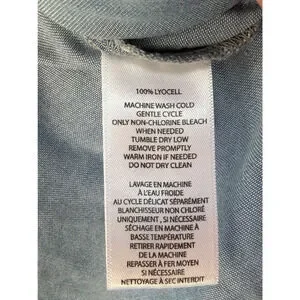 100% LYOCELL
MACHINE WASH COLD
GENTLE CYCLE
ONLY NON-CHLORINE BLEACH
WHEN NEEDED
TUMBLE DRY LOW
REMOVE PROMPTLY
WARM IRON IF NEEDED
DO NOT DRY CLEAN
LAVAGE EN MACHINE
À L'EAU FROIDE
AU CYCLE DÉLICAT SÉPARÉMENT
BLANCHISSEUR NON CHLORÉ
UNIQUEMENT, SI NÉCESSAIRE
SÉCHAGE EN MACHINE À
BASSE TEMPÉRATURE
RETIRER RAPIDEMENT
DE LA MACHINE
REPASSER À FER MOYEN
SI NÉCESSAIRE
NETTOYAGE À SEC INTERDIT